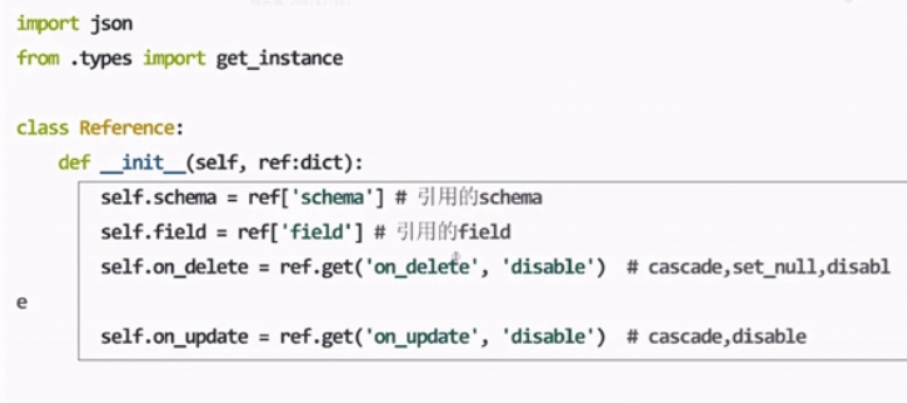 import json
from .types import get_instance
class Reference:
def __init__(self, ref:dict):
self.schema = ref['schema'] # 引用的schema
self.field = ref['field'] # 引用的field
self.on_delete = ref.get('on_delete', 'disable') # cascade,set_null,disabl
e
self.on_update = ref.get('on_update', 'disable') # cascade,disable